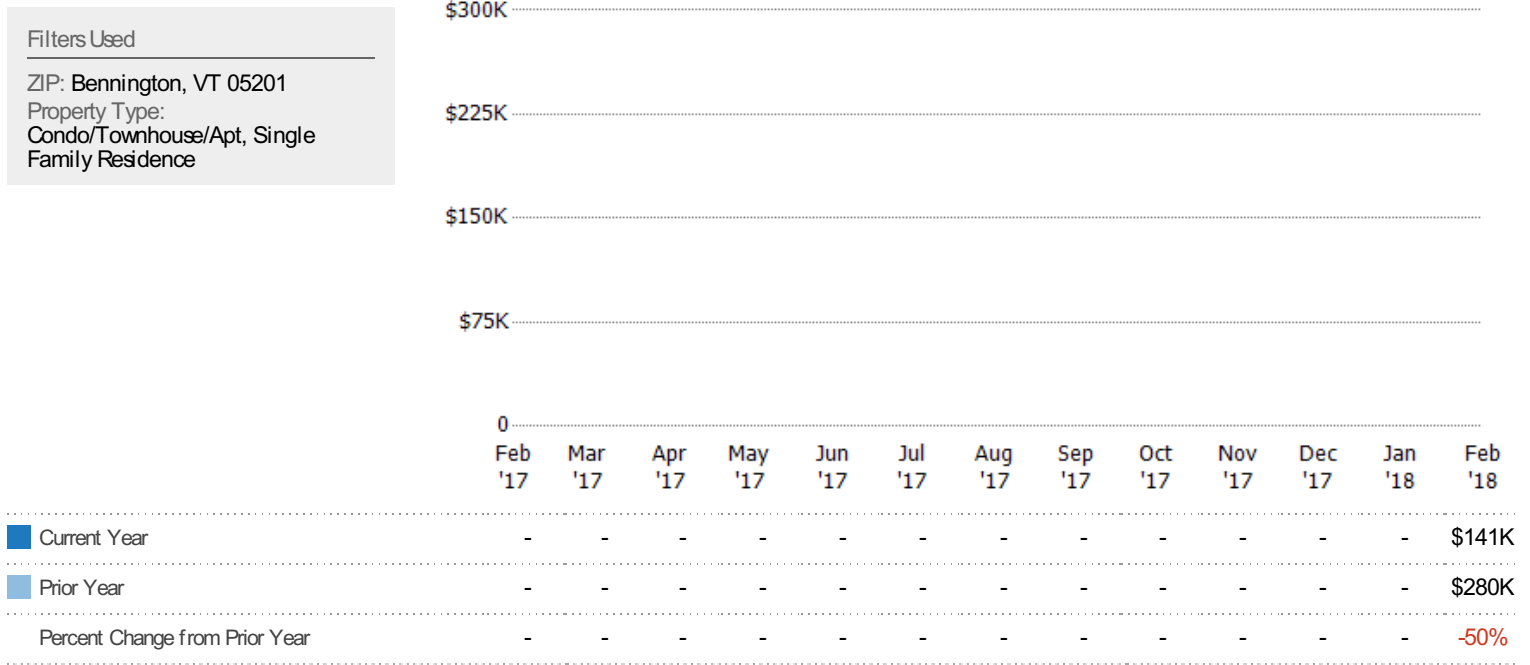 Filters Used
ZIP: Bennington, VT 05201
Property Type:
Condo/Townhouse/Apt, Single
Family Residence
$300K
$225K
$150K
$75K
0
Feb '17 Mar '17 Apr '17 May '17 Jun '17 Jul '17 Aug '17 Sep '17 Oct '17 Nov '17 Dec '17 Jan '18 Feb '18
Current Year - - - - - - - - - - - - $141K
Prior Year - - - - - - - - - - - - $280K
Percent Change from Prior Year - - - - - - - - - - - - -50%